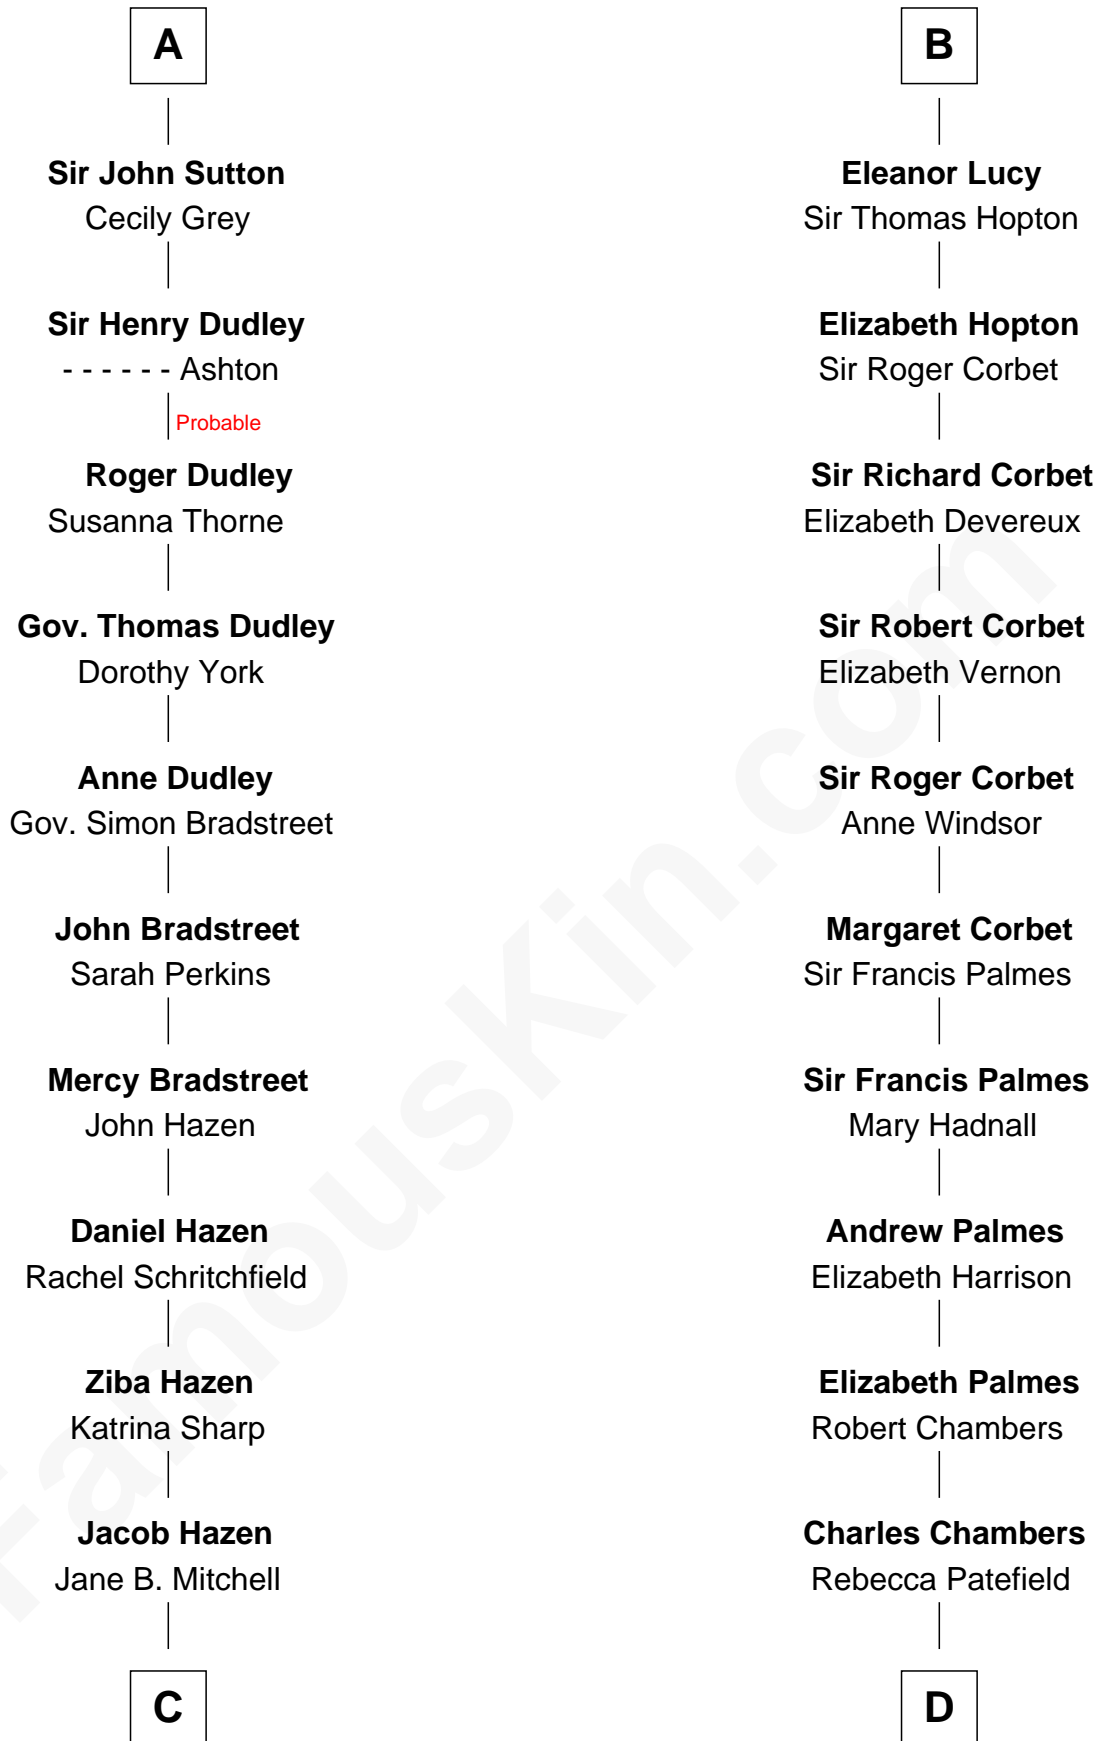 A
Sir John Sutton
Cecily Grey
Sir Henry Dudley
- - - - - - Ashton
Probable
Roger Dudley
Susanna Thorne
Gov. Thomas Dudley
Dorothy York
Anne Dudley
Gov. Simon Bradstreet
John Bradstreet
Sarah Perkins
Mercy Bradstreet
John Hazen
Daniel Hazen
Rachel Schritchfield
Ziba Hazen
Katrina Sharp
Jacob Hazen
Jane B. Mitchell
C
B
Eleanor Lucy
Sir Thomas Hopton
Elizabeth Hopton
Sir Roger Corbet
Sir Richard Corbet
Elizabeth Devereux
Sir Robert Corbet
Elizabeth Vernon
Sir Roger Corbet
Anne Windsor
Margaret Corbet
Sir Francis Palmes
Sir Francis Palmes
Mary Hadnall
Andrew Palmes
Elizabeth Harrison
Elizabeth Palmes
Robert Chambers
Charles Chambers
Rebecca Patefield
D
FamousKin.com